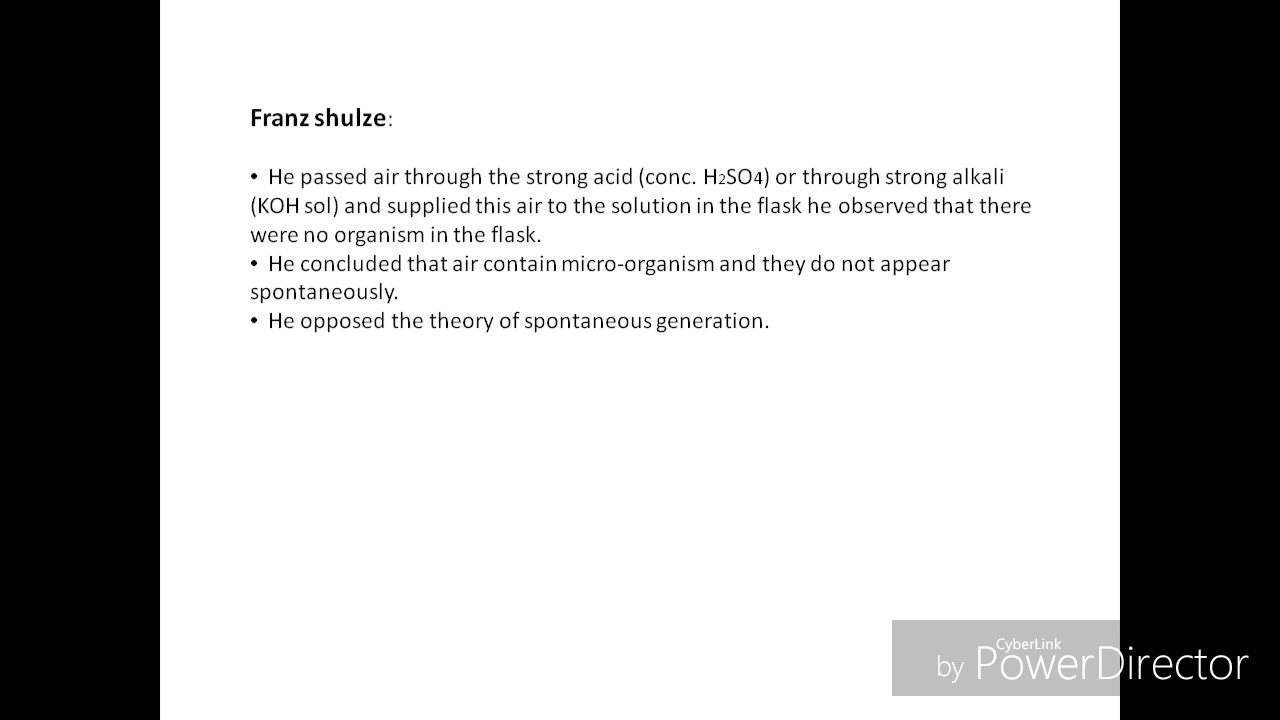 Franz shulze:
• He passed air through the strong acid (conc. H₂SO₄) or through strong alkali
(KOH sol) and supplied this air to the solution in the flask he observed that there
were no organism in the flask.
• He concluded that air contain micro-organism and they do not appear
spontaneously.
• He opposed the theory of spontaneous generation.
CyberLink
by PowerDirector